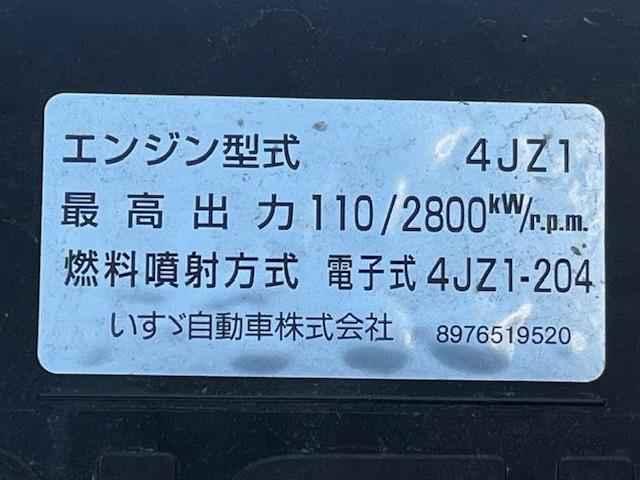 エンジン型式 4JZ1
最高出力 110/2800kW/r.p.m.
燃料噴射方式 電子式 4JZ1-204
いすゞ自動車株式会社 8976519520